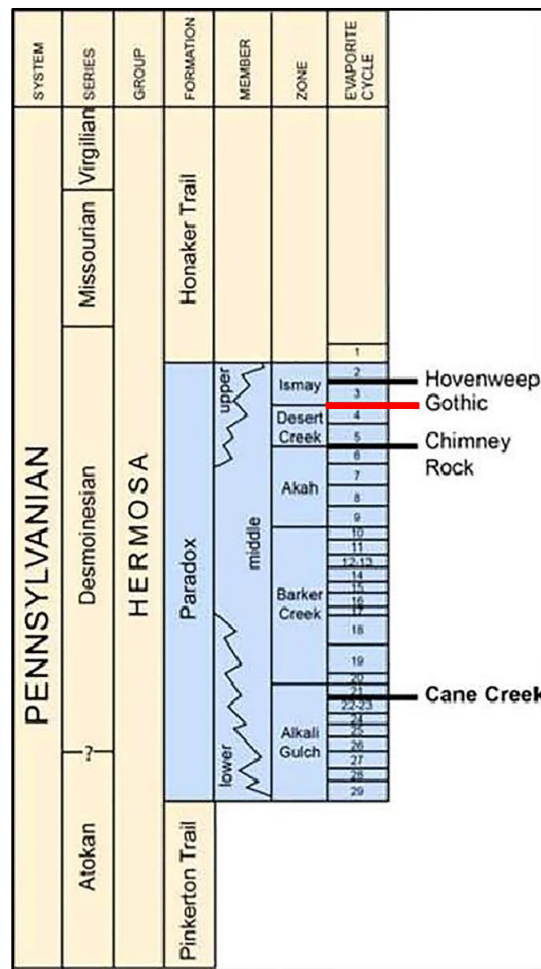 SYSTEM
SERIES
GROUP
FORMATION
MEMBER
ZONE
EVAPORITE
CYCLE
PENNSYLVANIAN
Virgilian
Missourian
Desmoinesian
?
Atokan
HERMOSA
Honaker Trail
Paradox
Pinkerton Trail
upper
middle
lower
Ismay
Desert
Creek
Akah
Barker
Creek
Alkali
Gulch
1
2
3
4
5
6
7
8
9
10
11
12-13
14
15
16
17
18
19
20
21
22-23
24
25
26
27
28
29
Hovenweep
Gothic
Chimney
Rock
Cane Creek